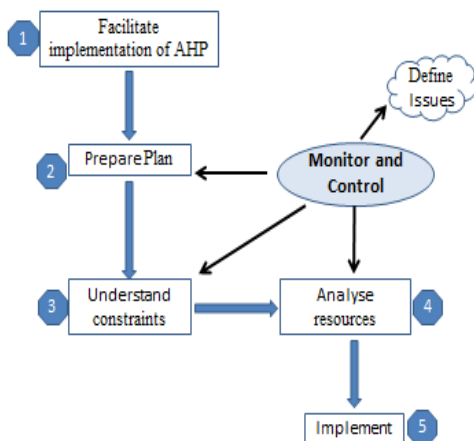 1
Facilitate
implementation of AHP
Define
Issues
2
Prepare Plan
Monitor and
Control
3
Understand
constraints
Analyse
resources
4
Implement
5